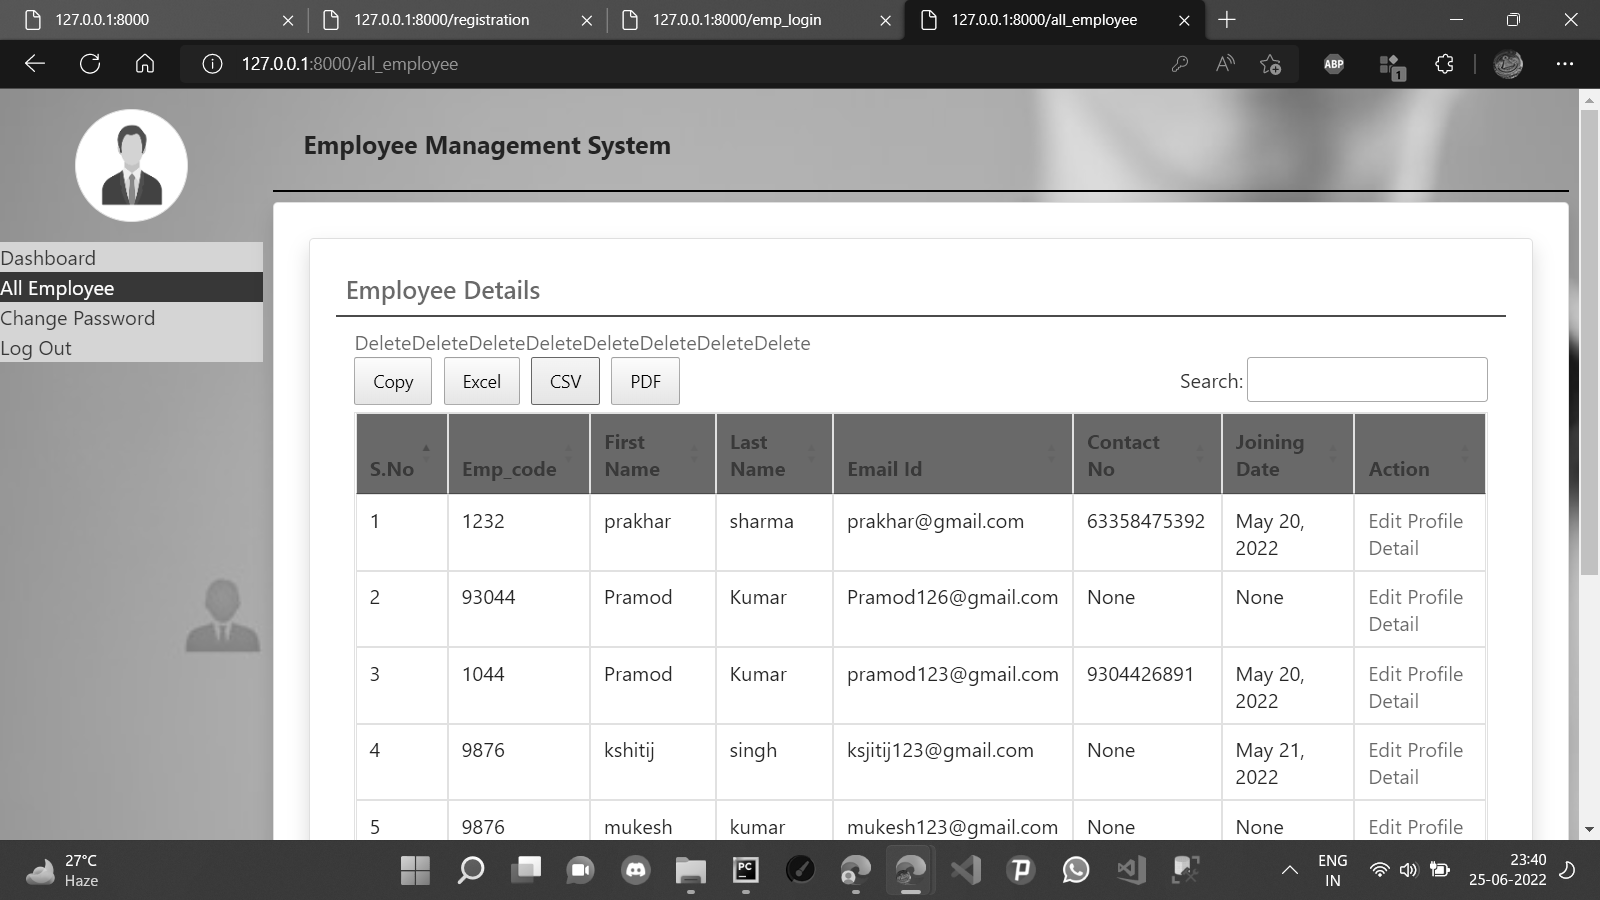 127.0.0.1:8000
127.0.0.1:8000/registration
127.0.0.1:8000/emp_login
127.0.0.1:8000/all_employee
127.0.0.1:8000/all_employee
A
ABP
1
Employee Management System
Dashboard
All Employee
Change Password
Log Out
Employee Details
DeleteDeleteDeleteDeleteDeleteDeleteDeleteDelete
Copy Excel CSV PDF Search:
S.No Emp_code First Name Last Name Email Id Contact No Joining Date Action
1 1232 prakhar sharma prakhar@gmail.com 63358475392 May 20, 2022 Edit Profile Detail
2 93044 Pramod Kumar Pramod126@gmail.com None None Edit Profile Detail
3 1044 Pramod Kumar pramod123@gmail.com 9304426891 May 20, 2022 Edit Profile Detail
4 9876 kshitij singh ksjitij123@gmail.com None May 21, 2022 Edit Profile Detail
5 9876 mukesh kumar mukesh123@gmail.com None None Edit Profile
27°C
Haze
PC
ENG
IN
23:40
25-06-2022